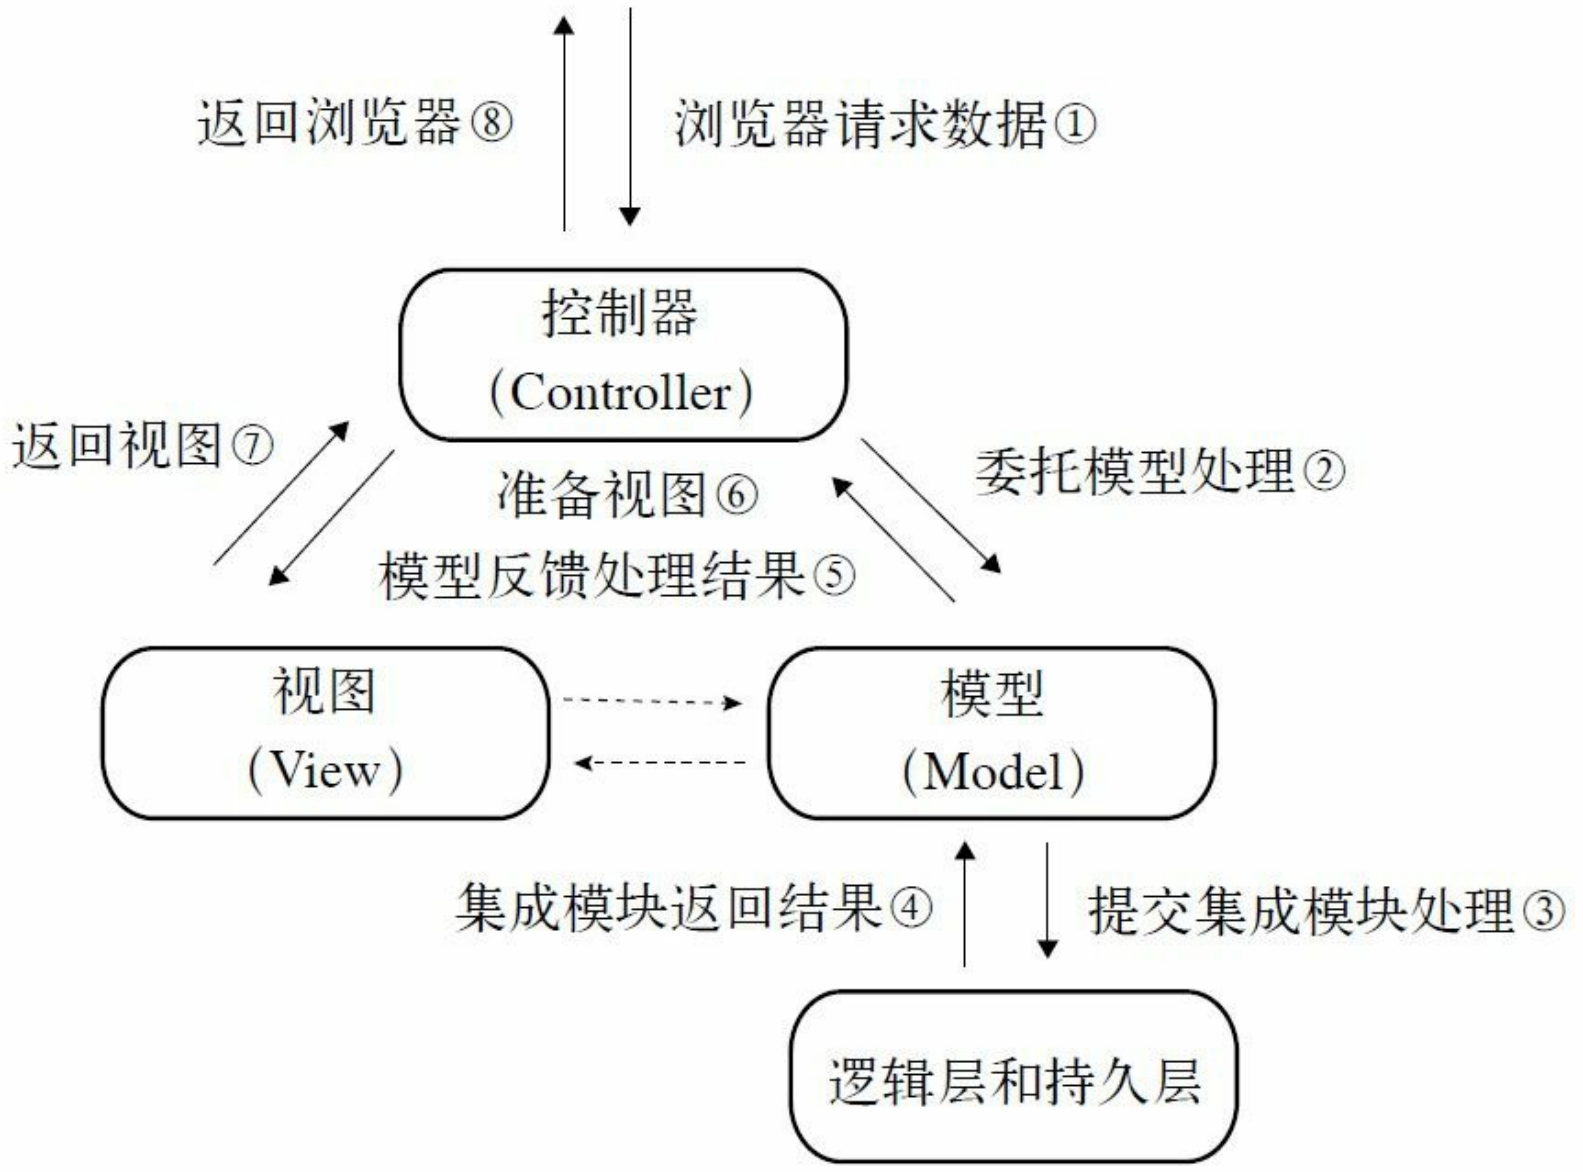 返回浏览器⑧
浏览器请求数据①
控制器
(Controller)
返回视图⑦
准备视图⑥
委托模型处理②
模型反馈处理结果⑤
视图
(View)
模型
(Model)
集成模块返回结果④
提交集成模块处理③
逻辑层和持久层